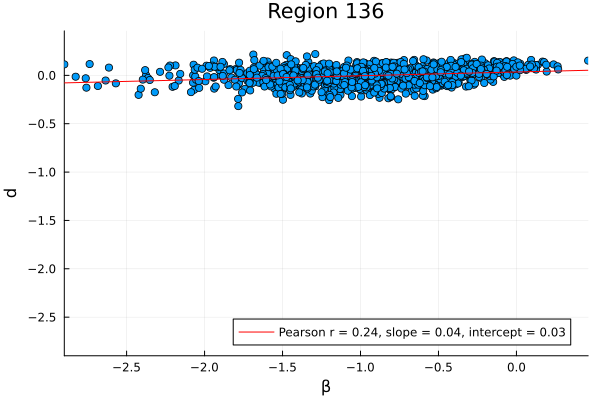 Region 136
0.0
−0.5
−1.0
−1.5
−2.0
−2.5
d
Pearson r = 0.24, slope = 0.04, intercept = 0.03
−2.5 −2.0 −1.5 −1.0 −0.5 0.0
β